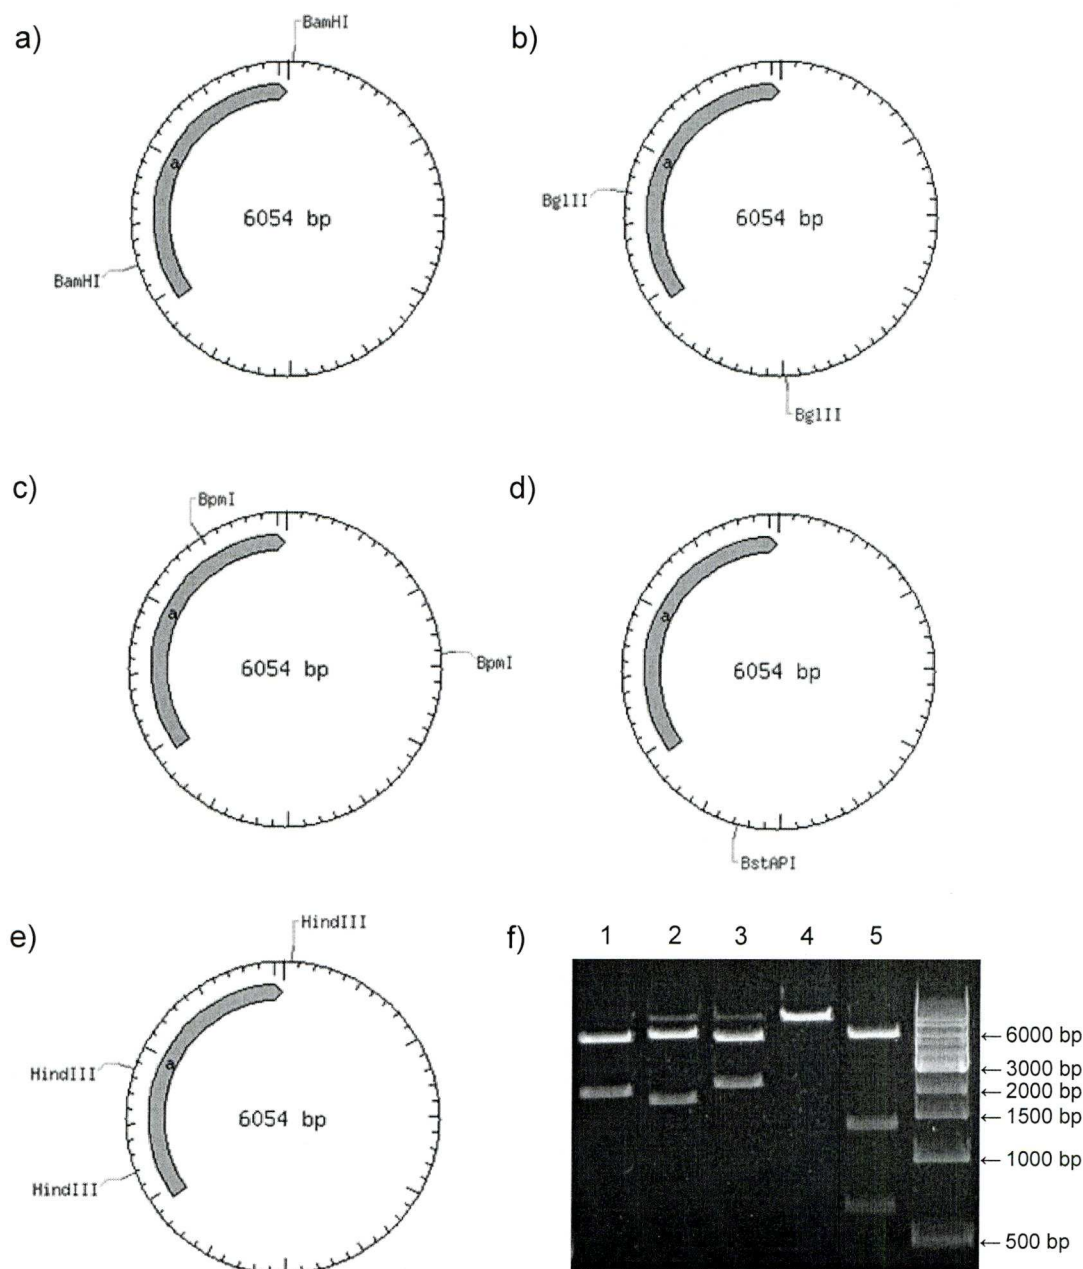 a)
BamHI
a
6054 bp
BamHI
b)
BglII
a
6054 bp
BglII
c)
BpmI
a
6054 bp
BpmI
d)
a
6054 bp
BstAPI
e)
HindIII
HindIII
a
6054 bp
HindIII
f)
1 2 3 4 5
← 6000 bp
← 3000 bp
← 2000 bp
← 1500 bp
← 1000 bp
← 500 bp